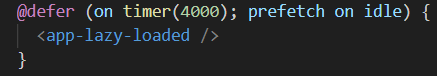 @defer (on timer(4000); prefetch on idle) {
  <app-lazy-loaded />
}